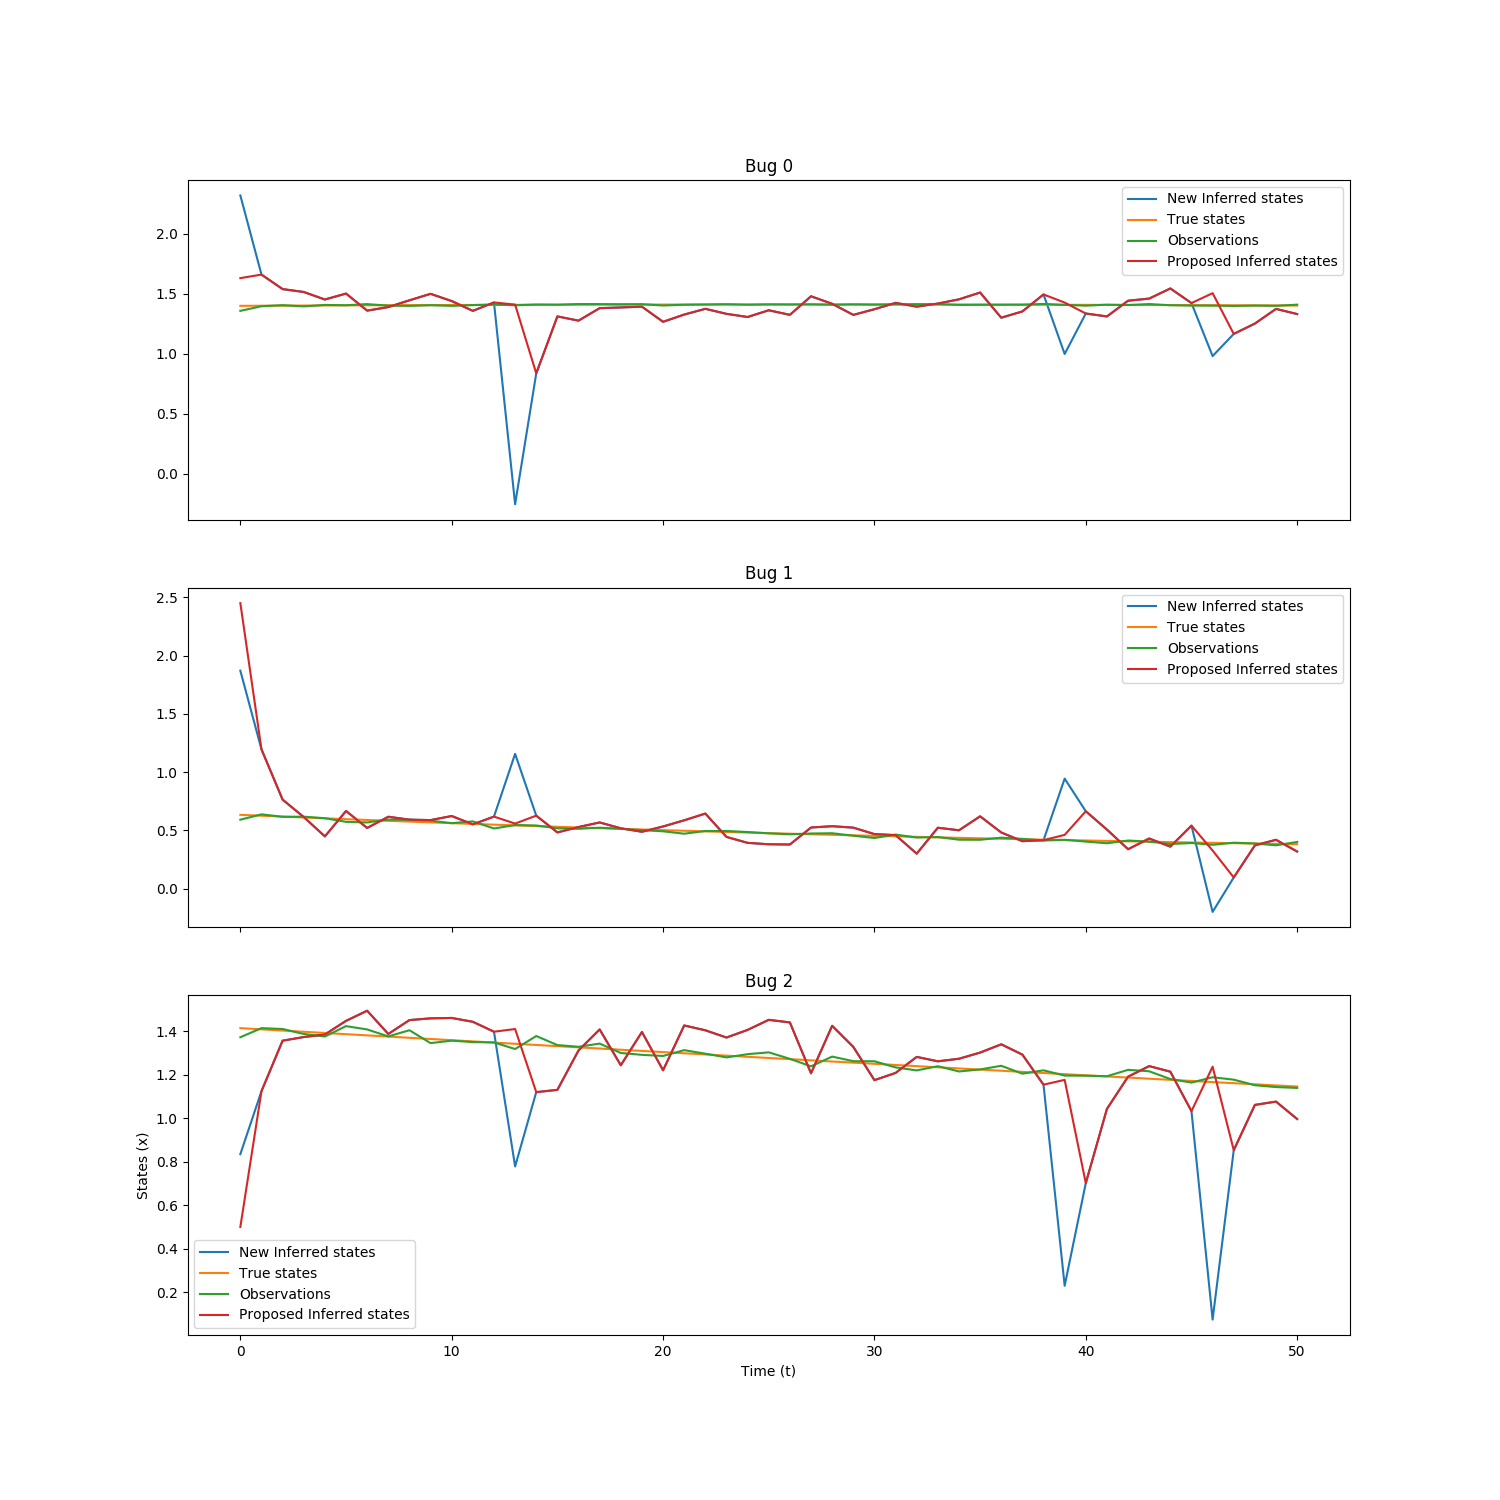 Bug 0
2.0
1.5
1.0
0.5
0.0
New Inferred states
True states
Observations
Proposed Inferred states
Bug 1
2.5
2.0
1.5
1.0
0.5
0.0
New Inferred states
True states
Observations
Proposed Inferred states
Bug 2
States (x)
1.4
1.2
1.0
0.8
0.6
0.4
0.2
New Inferred states
True states
Observations
Proposed Inferred states
0 10 20 30 40 50
Time (t)